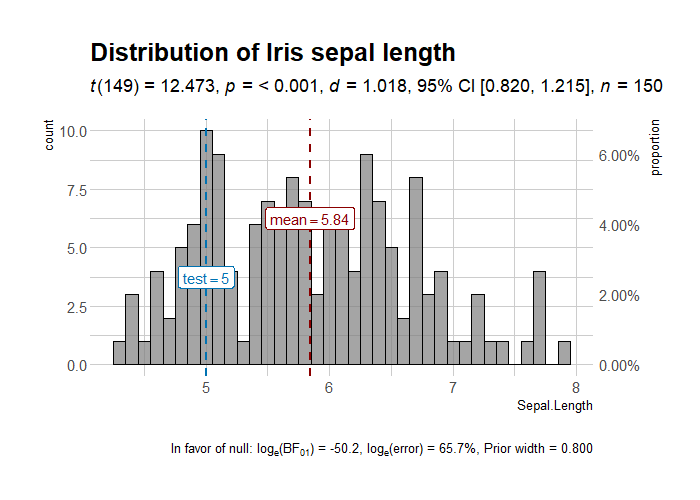 Distribution of Iris sepal length
t(149) = 12.473, p = < 0.001, d = 1.018, 95% CI [0.820, 1.215], n = 150
count
proportion
10.0
7.5
5.0
2.5
0.0
6.00%
4.00%
2.00%
0.00%
mean = 5.84
test = 5
5 6 7 8
Sepal.Length
In favor of null: logₑ(BF₀₁) = -50.2, logₑ(error) = 65.7%, Prior width = 0.800